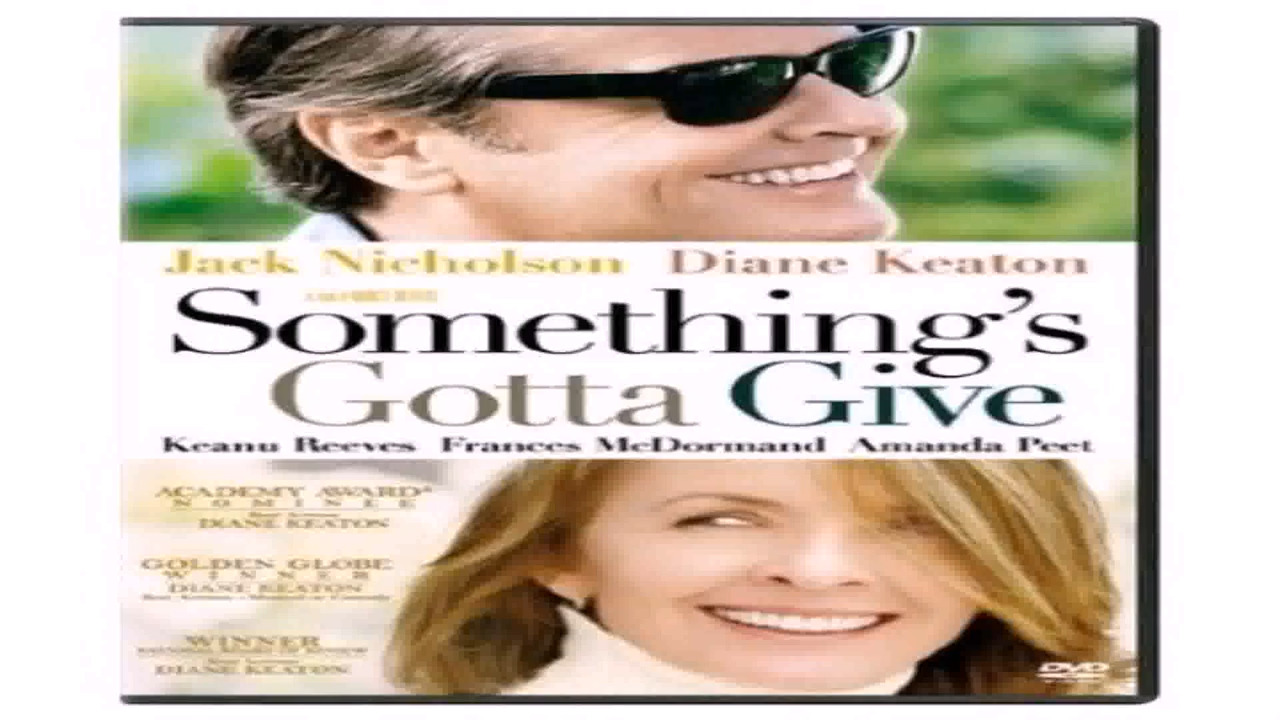 Jack Nicholson Diane Keaton
Something's
Gotta Give
Keanu Reeves Frances McDormand Amanda Peet
ACADEMY AWARD®
NOMINEE
DIANE KEATON
GOLDEN GLOBE
WINNER
DIANE KEATON
WINNER
DIANE KEATON
DVD